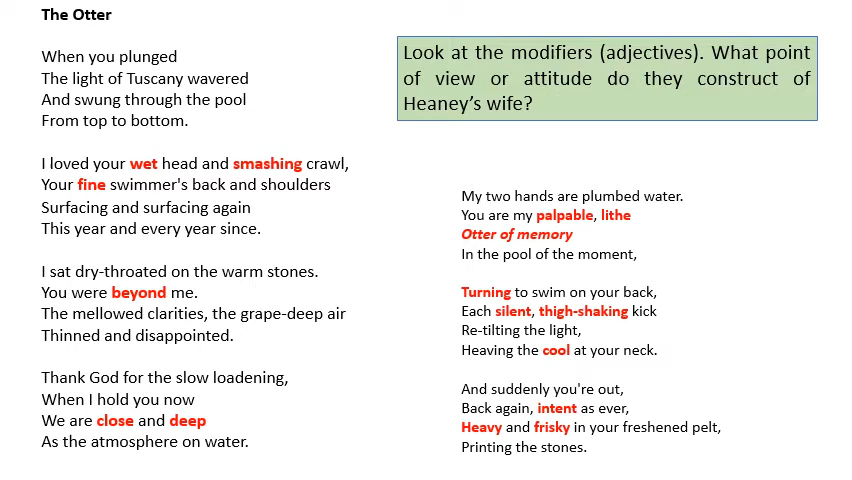 The Otter
When you plunged
The light of Tuscany wavered
And swung through the pool
From top to bottom.
I loved your wet head and smashing crawl,
Your fine swimmer's back and shoulders
Surfacing and surfacing again
This year and every year since.
I sat dry-throated on the warm stones.
You were beyond me.
The mellowed clarities, the grape-deep air
Thinned and disappointed.
Thank God for the slow loadening,
When I hold you now
We are close and deep
As the atmosphere on water.
Look at the modifiers (adjectives). What point
of view or attitude do they construct of
Heaney's wife?
My two hands are plumbed water.
You are my palpable, lithe
Otter of memory
In the pool of the moment,
Turning to swim on your back,
Each silent, thigh-shaking kick
Re-tilting the light,
Heaving the cool at your neck.
And suddenly you're out,
Back again, intent as ever,
Heavy and frisky in your freshened pelt,
Printing the stones.